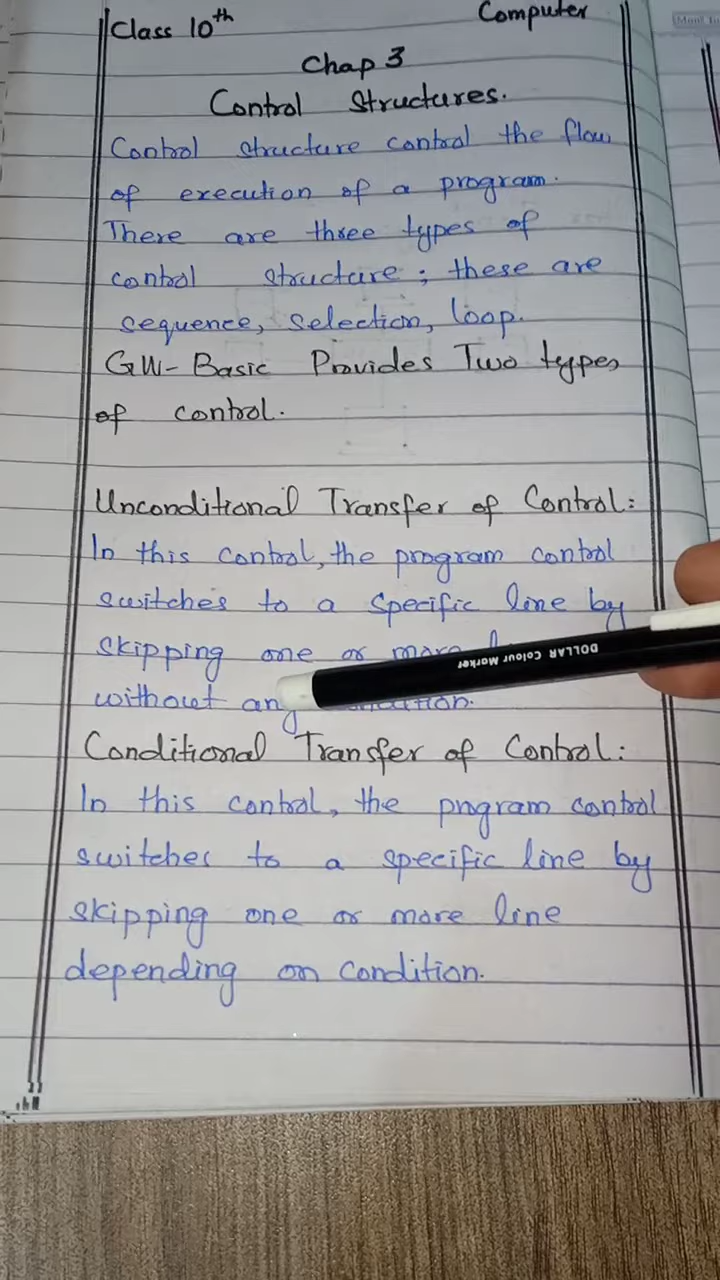 Class 10th Computer
Chap 3
Control Structures.
Control structure control the flow
of execution of a program.
There are three types of
control structure; these are
sequence, selection, loop.
GW-Basic Provides Two types
of control.
Unconditional Transfer of Control:
In this control, the program control
switches to a specific line by
skipping one or more
DOLLAR Colour Marker
without any
Conditional Transfer of Control:
In this control, the program control
switches to a specific line by
skipping one or more line
depending on condition.